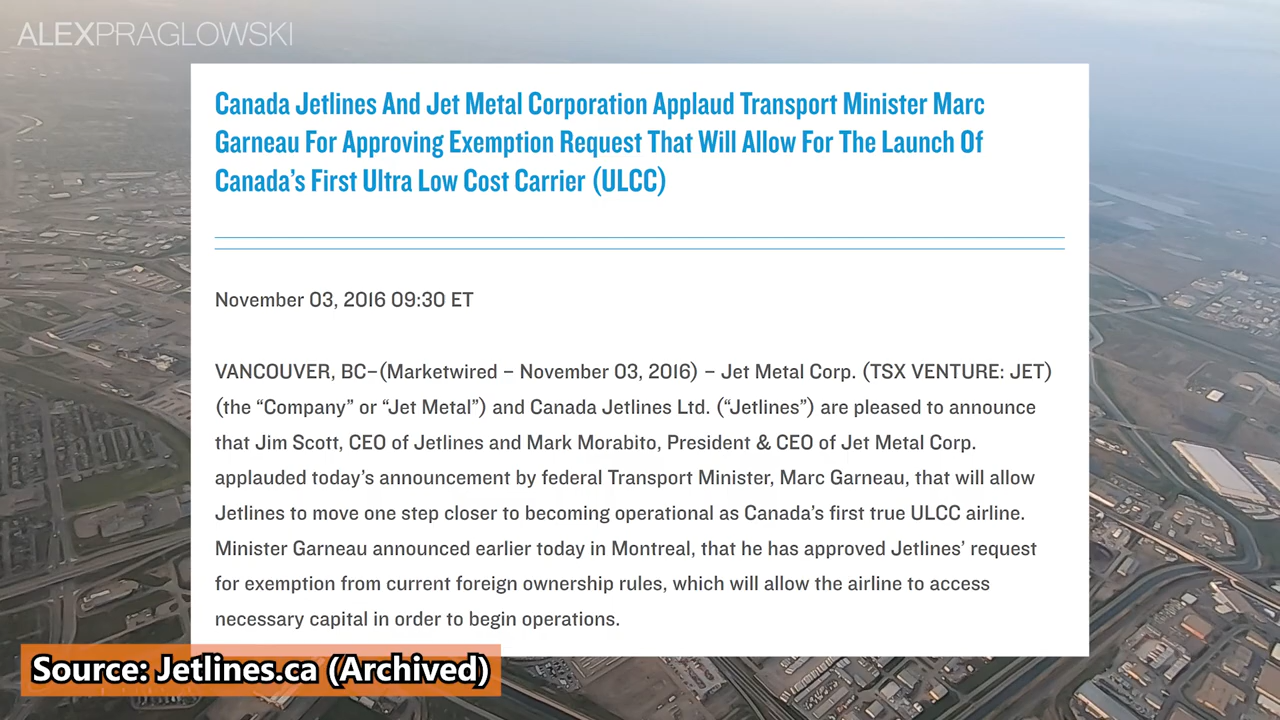 ALEXPRAGLOWSKI
Canada Jetlines And Jet Metal Corporation Applaud Transport Minister Marc
Garneau For Approving Exemption Request That Will Allow For The Launch Of
Canada’s First Ultra Low Cost Carrier (ULCC)
November 03, 2016 09:30 ET
VANCOUVER, BC–(Marketwired – November 03, 2016) – Jet Metal Corp. (TSX VENTURE: JET)
(the “Company” or “Jet Metal”) and Canada Jetlines Ltd. (“Jetlines”) are pleased to announce
that Jim Scott, CEO of Jetlines and Mark Morabito, President & CEO of Jet Metal Corp.
applauded today’s announcement by federal Transport Minister, Marc Garneau, that will allow
Jetlines to move one step closer to becoming operational as Canada’s first true ULCC airline.
Minister Garneau announced earlier today in Montreal, that he has approved Jetlines’ request
for exemption from current foreign ownership rules, which will allow the airline to access
necessary capital in order to begin operations.
Source: Jetlines.ca (Archived)